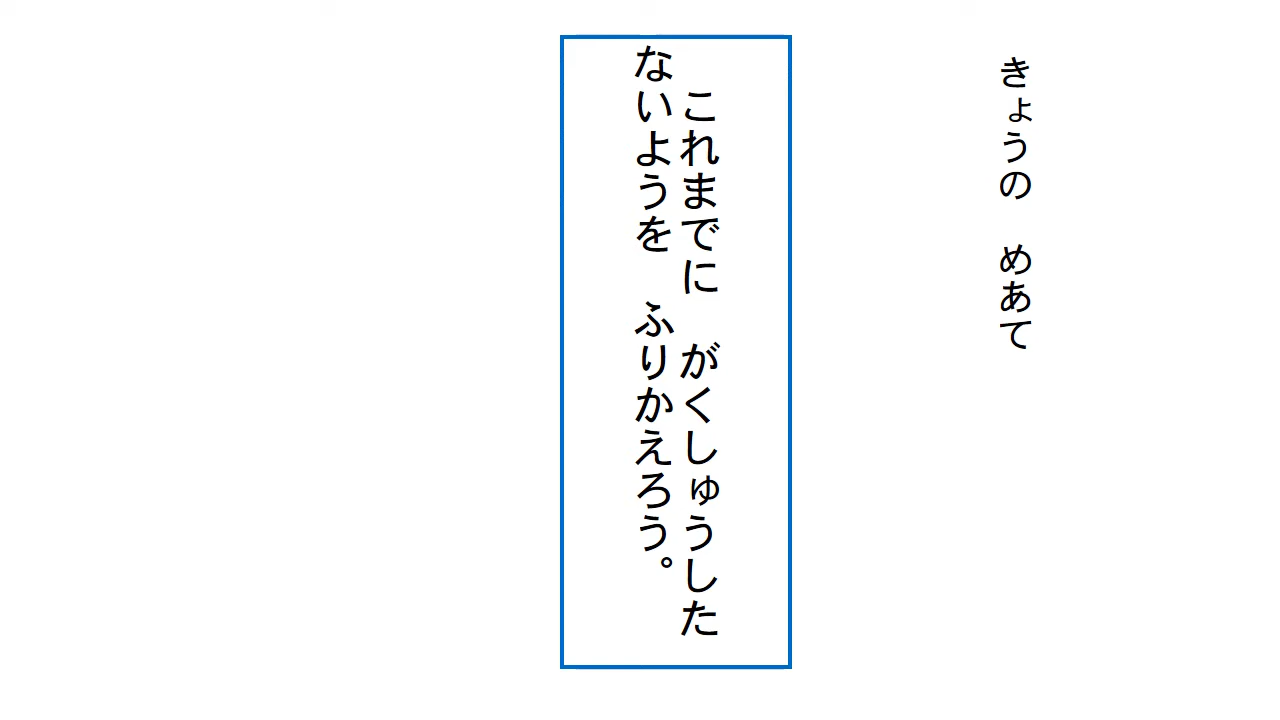 きょうの　めあて
これまでに　がくしゅうした
ないようを　ふりかえろう。